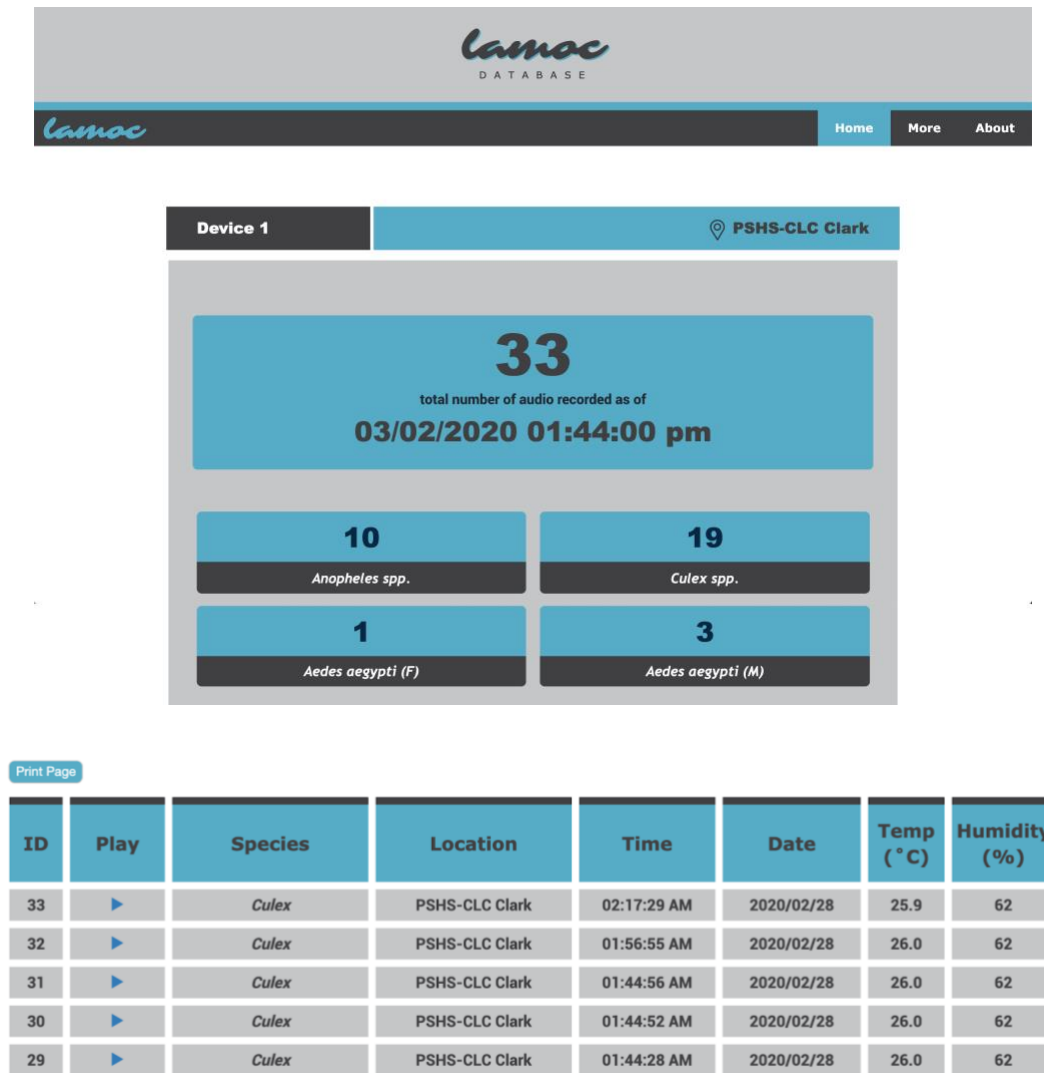 lamoc
DATABASE
lamoc Home More About
Device 1 PSHS-CLC Clark
33
total number of audio recorded as of
03/02/2020 01:44:00 pm
10 19
Anopheles spp. Culex spp.
1 3
Aedes aegypti (F) Aedes aegypti (M)
Print Page
ID Play Species Location Time Date Temp (˚C) Humidity (%)
33 Culex PSHS-CLC Clark 02:17:29 AM 2020/02/28 25.9 62
32 Culex PSHS-CLC Clark 01:56:55 AM 2020/02/28 26.0 62
31 Culex PSHS-CLC Clark 01:44:56 AM 2020/02/28 26.0 62
30 Culex PSHS-CLC Clark 01:44:52 AM 2020/02/28 26.0 62
29 Culex PSHS-CLC Clark 01:44:28 AM 2020/02/28 26.0 62